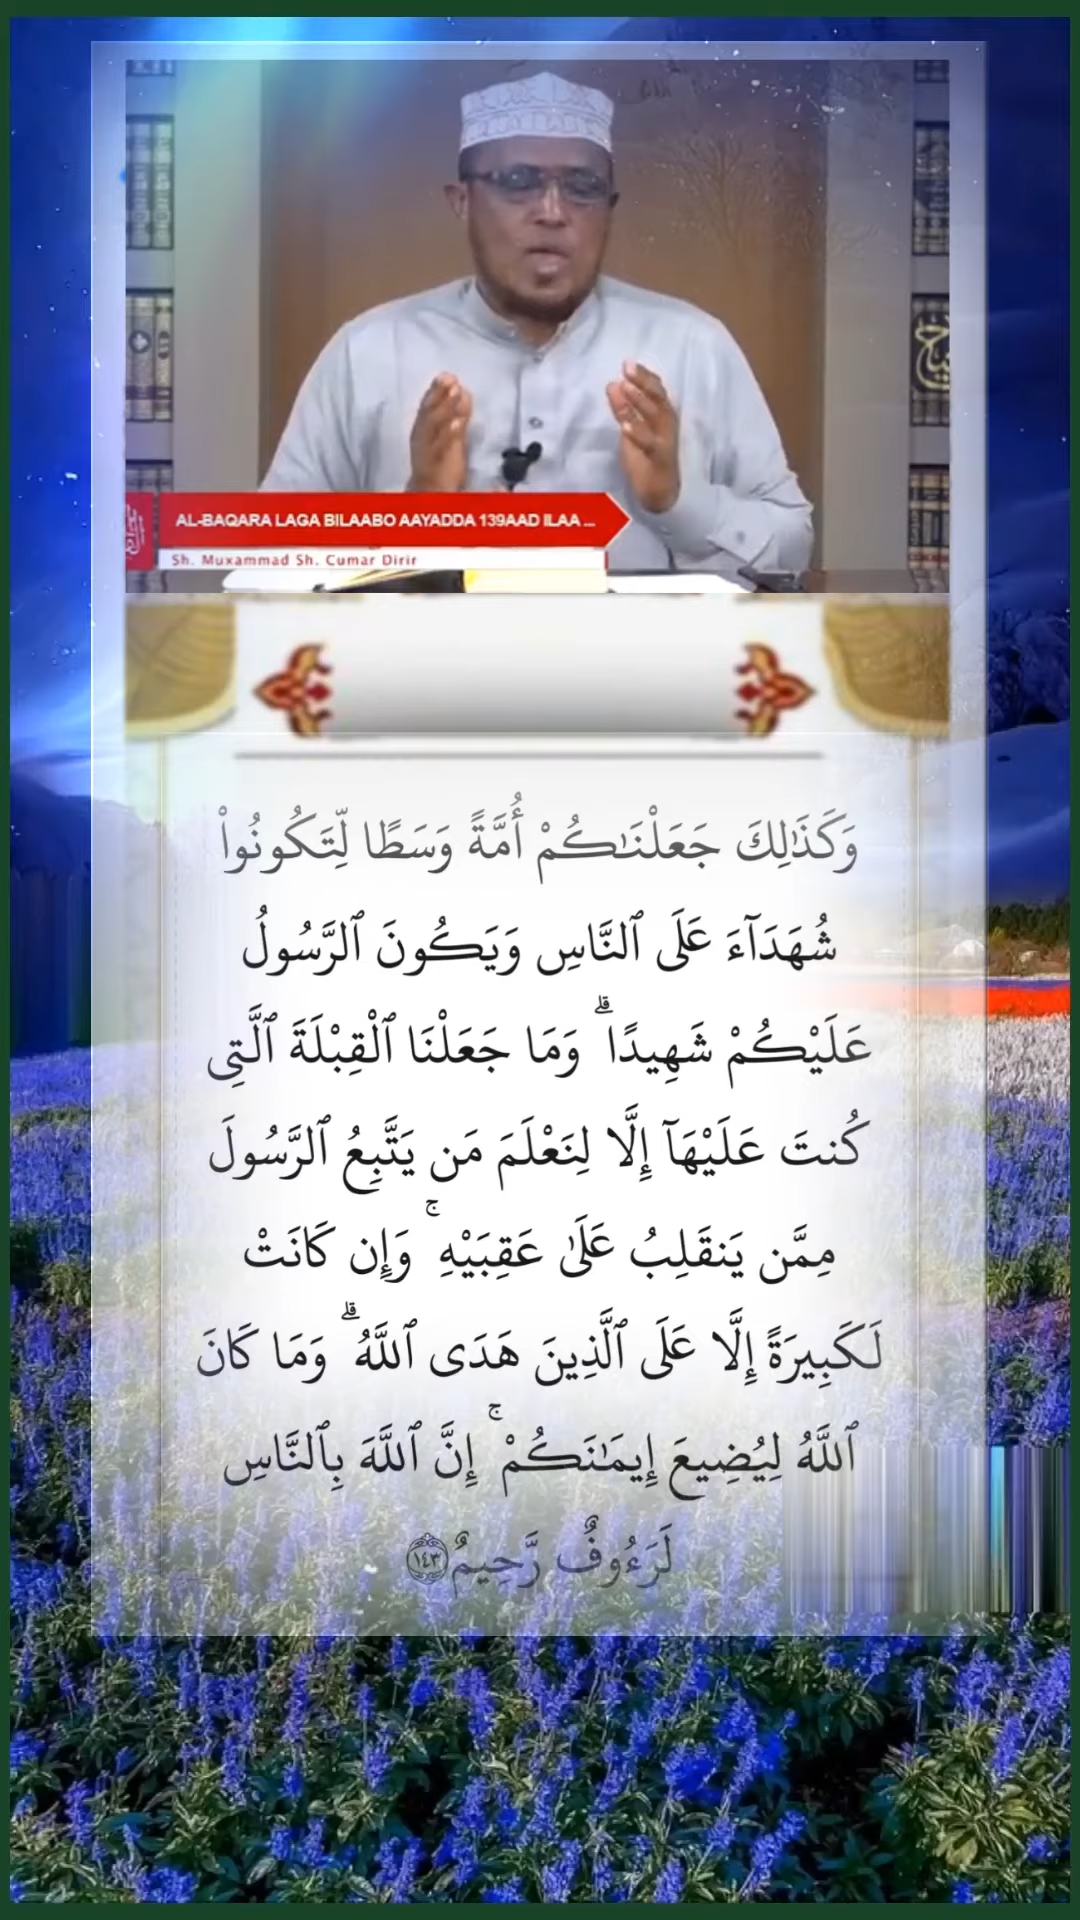 AL-BAQARA LAGA BILAABO AAYADDA 139AAD ILAA ...
Sh. Muxammad Sh. Cumar Dirir
وَكَذَٰلِكَ جَعَلْنَـٰكُمْ أُمَّةً وَسَطًا لِّتَكُونُوا۟
شُهَدَآءَ عَلَى ٱلنَّاسِ وَيَكُونَ ٱلرَّسُولُ
عَلَيْكُمْ شَهِيدًا ۗ وَمَا جَعَلْنَا ٱلْقِبْلَةَ ٱلَّتِى
كُنتَ عَلَيْهَآ إِلَّا لِنَعْلَمَ مَن يَتَّبِعُ ٱلرَّسُولَ
مِمَّن يَنقَلِبُ عَلَىٰ عَقِبَيْهِ ۚ وَإِن كَانَتْ
لَكَبِيرَةً إِلَّا عَلَى ٱلَّذِينَ هَدَى ٱللَّهُ ۗ وَمَا كَانَ
ٱللَّهُ لِيُضِيعَ إِيمَـٰنَكُمْ ۚ إِنَّ ٱللَّهَ بِٱلنَّاسِ
لَرَءُوفٌ رَّحِيمٌ ١٤٣